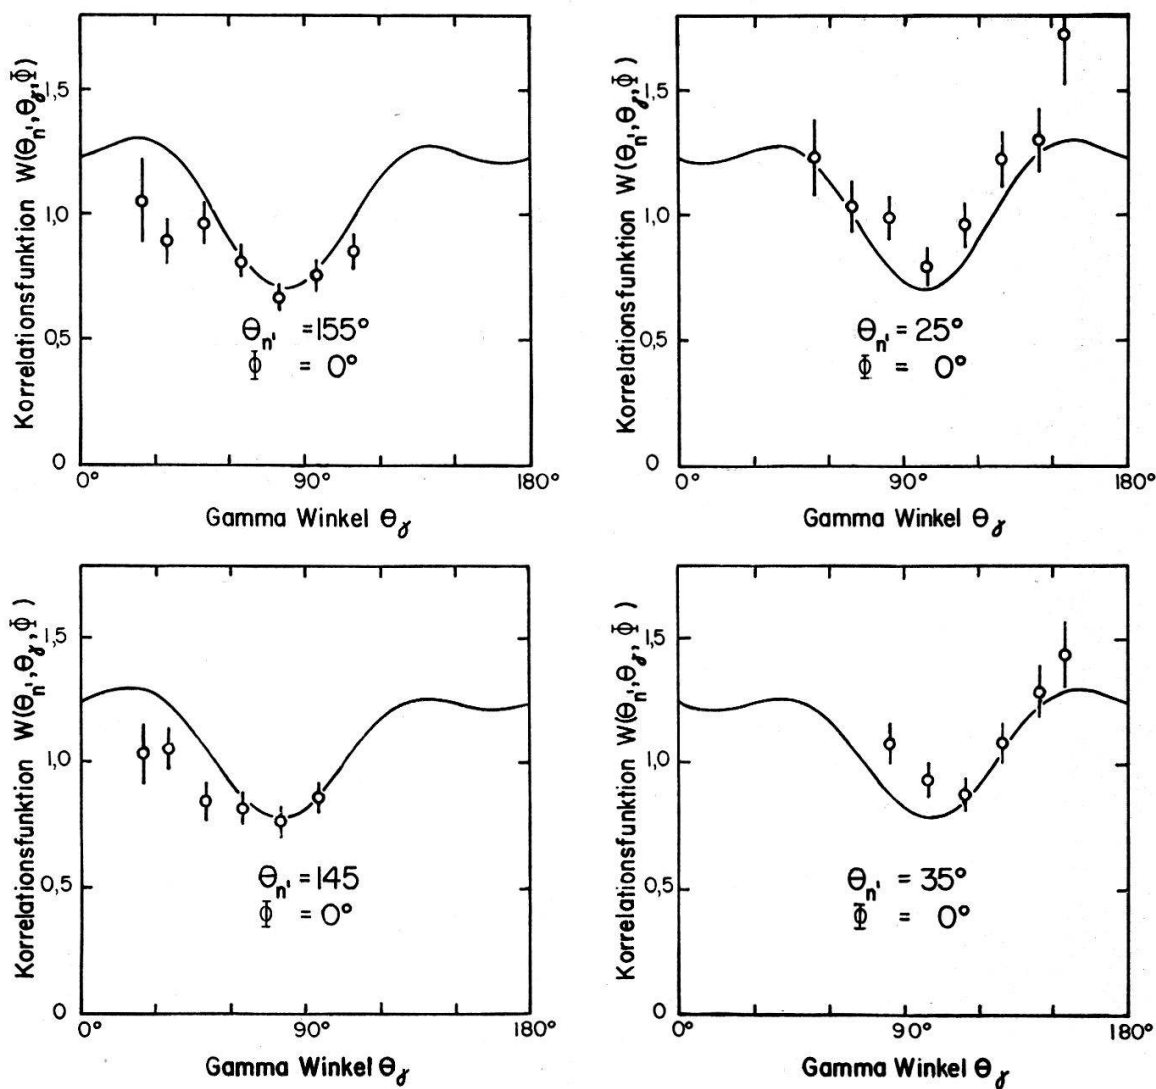 Korrelationsfunktion W(Θn',Θγ,Φ)
1,5
1,0
0,5
0
Θn' =155°
Φ = 0°
0° 90° 180°
Gamma Winkel Θγ
Korrelationsfunktion W(Θn',Θγ,Φ)
1,5
1,0
0,5
0
Θn' = 25°
Φ = 0°
0° 90° 180°
Gamma Winkel Θγ
Korrelationsfunktion W(Θn',Θγ,Φ)
1,5
1,0
0,5
0
Θn' =145
Φ = 0°
0° 90° 180°
Gamma Winkel Θγ
Korrelationsfunktion W(Θn',Θγ,Φ)
1,5
1,0
0,5
0
Θn' = 35°
Φ = 0°
0° 90° 180°
Gamma Winkel Θγ